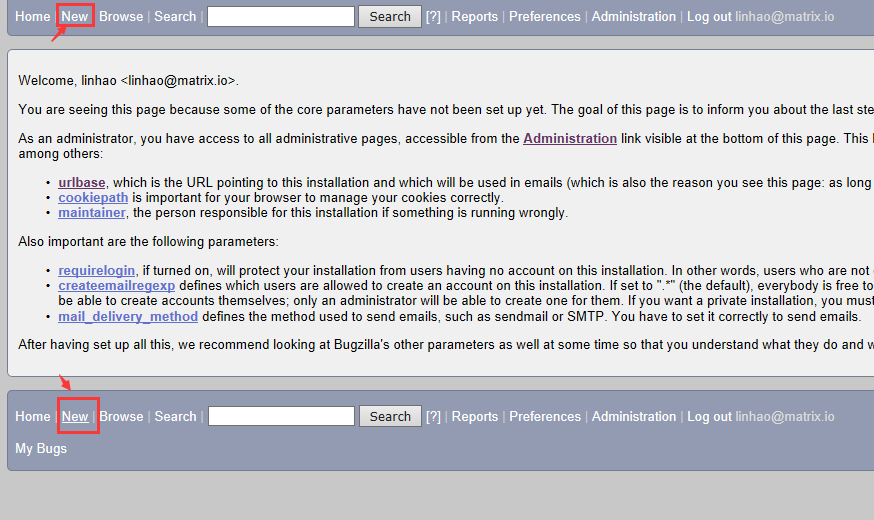 Home | New | Browse | Search | Search [?] | Reports | Preferences | Administration | Log out linhao@matrix.io
Welcome, linhao <linhao@matrix.io>.
You are seeing this page because some of the core parameters have not been set up yet. The goal of this page is to inform you about the last ste
As an administrator, you have access to all administrative pages, accessible from the Administration link visible at the bottom of this page. This
among others:
• urlbase, which is the URL pointing to this installation and which will be used in emails (which is also the reason you see this page: as long
• cookiepath is important for your browser to manage your cookies correctly.
• maintainer, the person responsible for this installation if something is running wrongly.
Also important are the following parameters:
• requirelogin, if turned on, will protect your installation from users having no account on this installation. In other words, users who are not
• createemailregexp defines which users are allowed to create an account on this installation. If set to ".*" (the default), everybody is free to
be able to create accounts themselves; only an administrator will be able to create one for them. If you want a private installation, you must
• mail_delivery_method defines the method used to send emails, such as sendmail or SMTP. You have to set it correctly to send emails.
After having set up all this, we recommend looking at Bugzilla's other parameters as well at some time so that you understand what they do and w
Home | New | Browse | Search | Search [?] | Reports | Preferences | Administration | Log out linhao@matrix.io
My Bugs